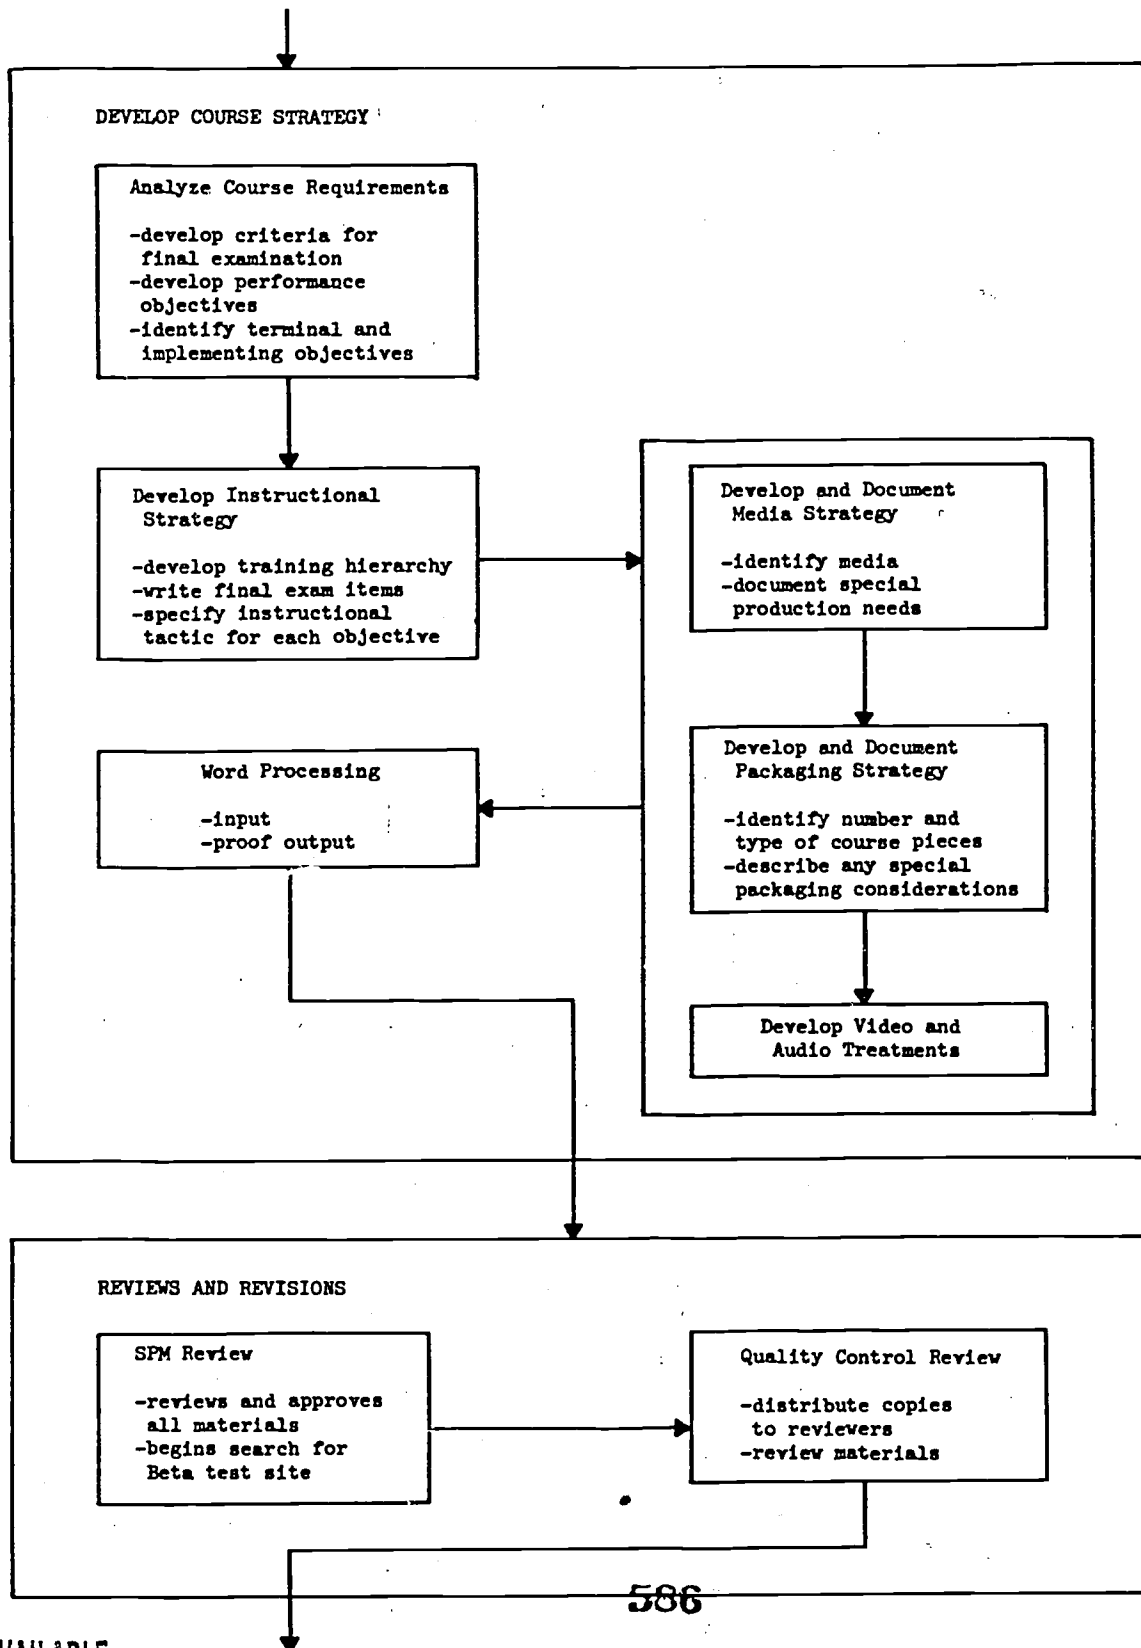 DEVELOP COURSE STRATEGY
Analyze Course Requirements
-develop criteria for
final examination
-develop performance
objectives
-identify terminal and
implementing objectives
Develop Instructional
Strategy
-develop training hierarchy
-write final exam items
-specify instructional
tactic for each objective
Develop and Document
Media Strategy
-identify media
-document special
production needs
Develop and Document
Packaging Strategy
-identify number and
type of course pieces
-describe any special
packaging considerations
Develop Video and
Audio Treatments
Word Processing
-input
-proof output
REVIEWS AND REVISIONS
SPM Review
-reviews and approves
all materials
-begins search for
Beta test site
Quality Control Review
-distribute copies
to reviewers
-review materials
586